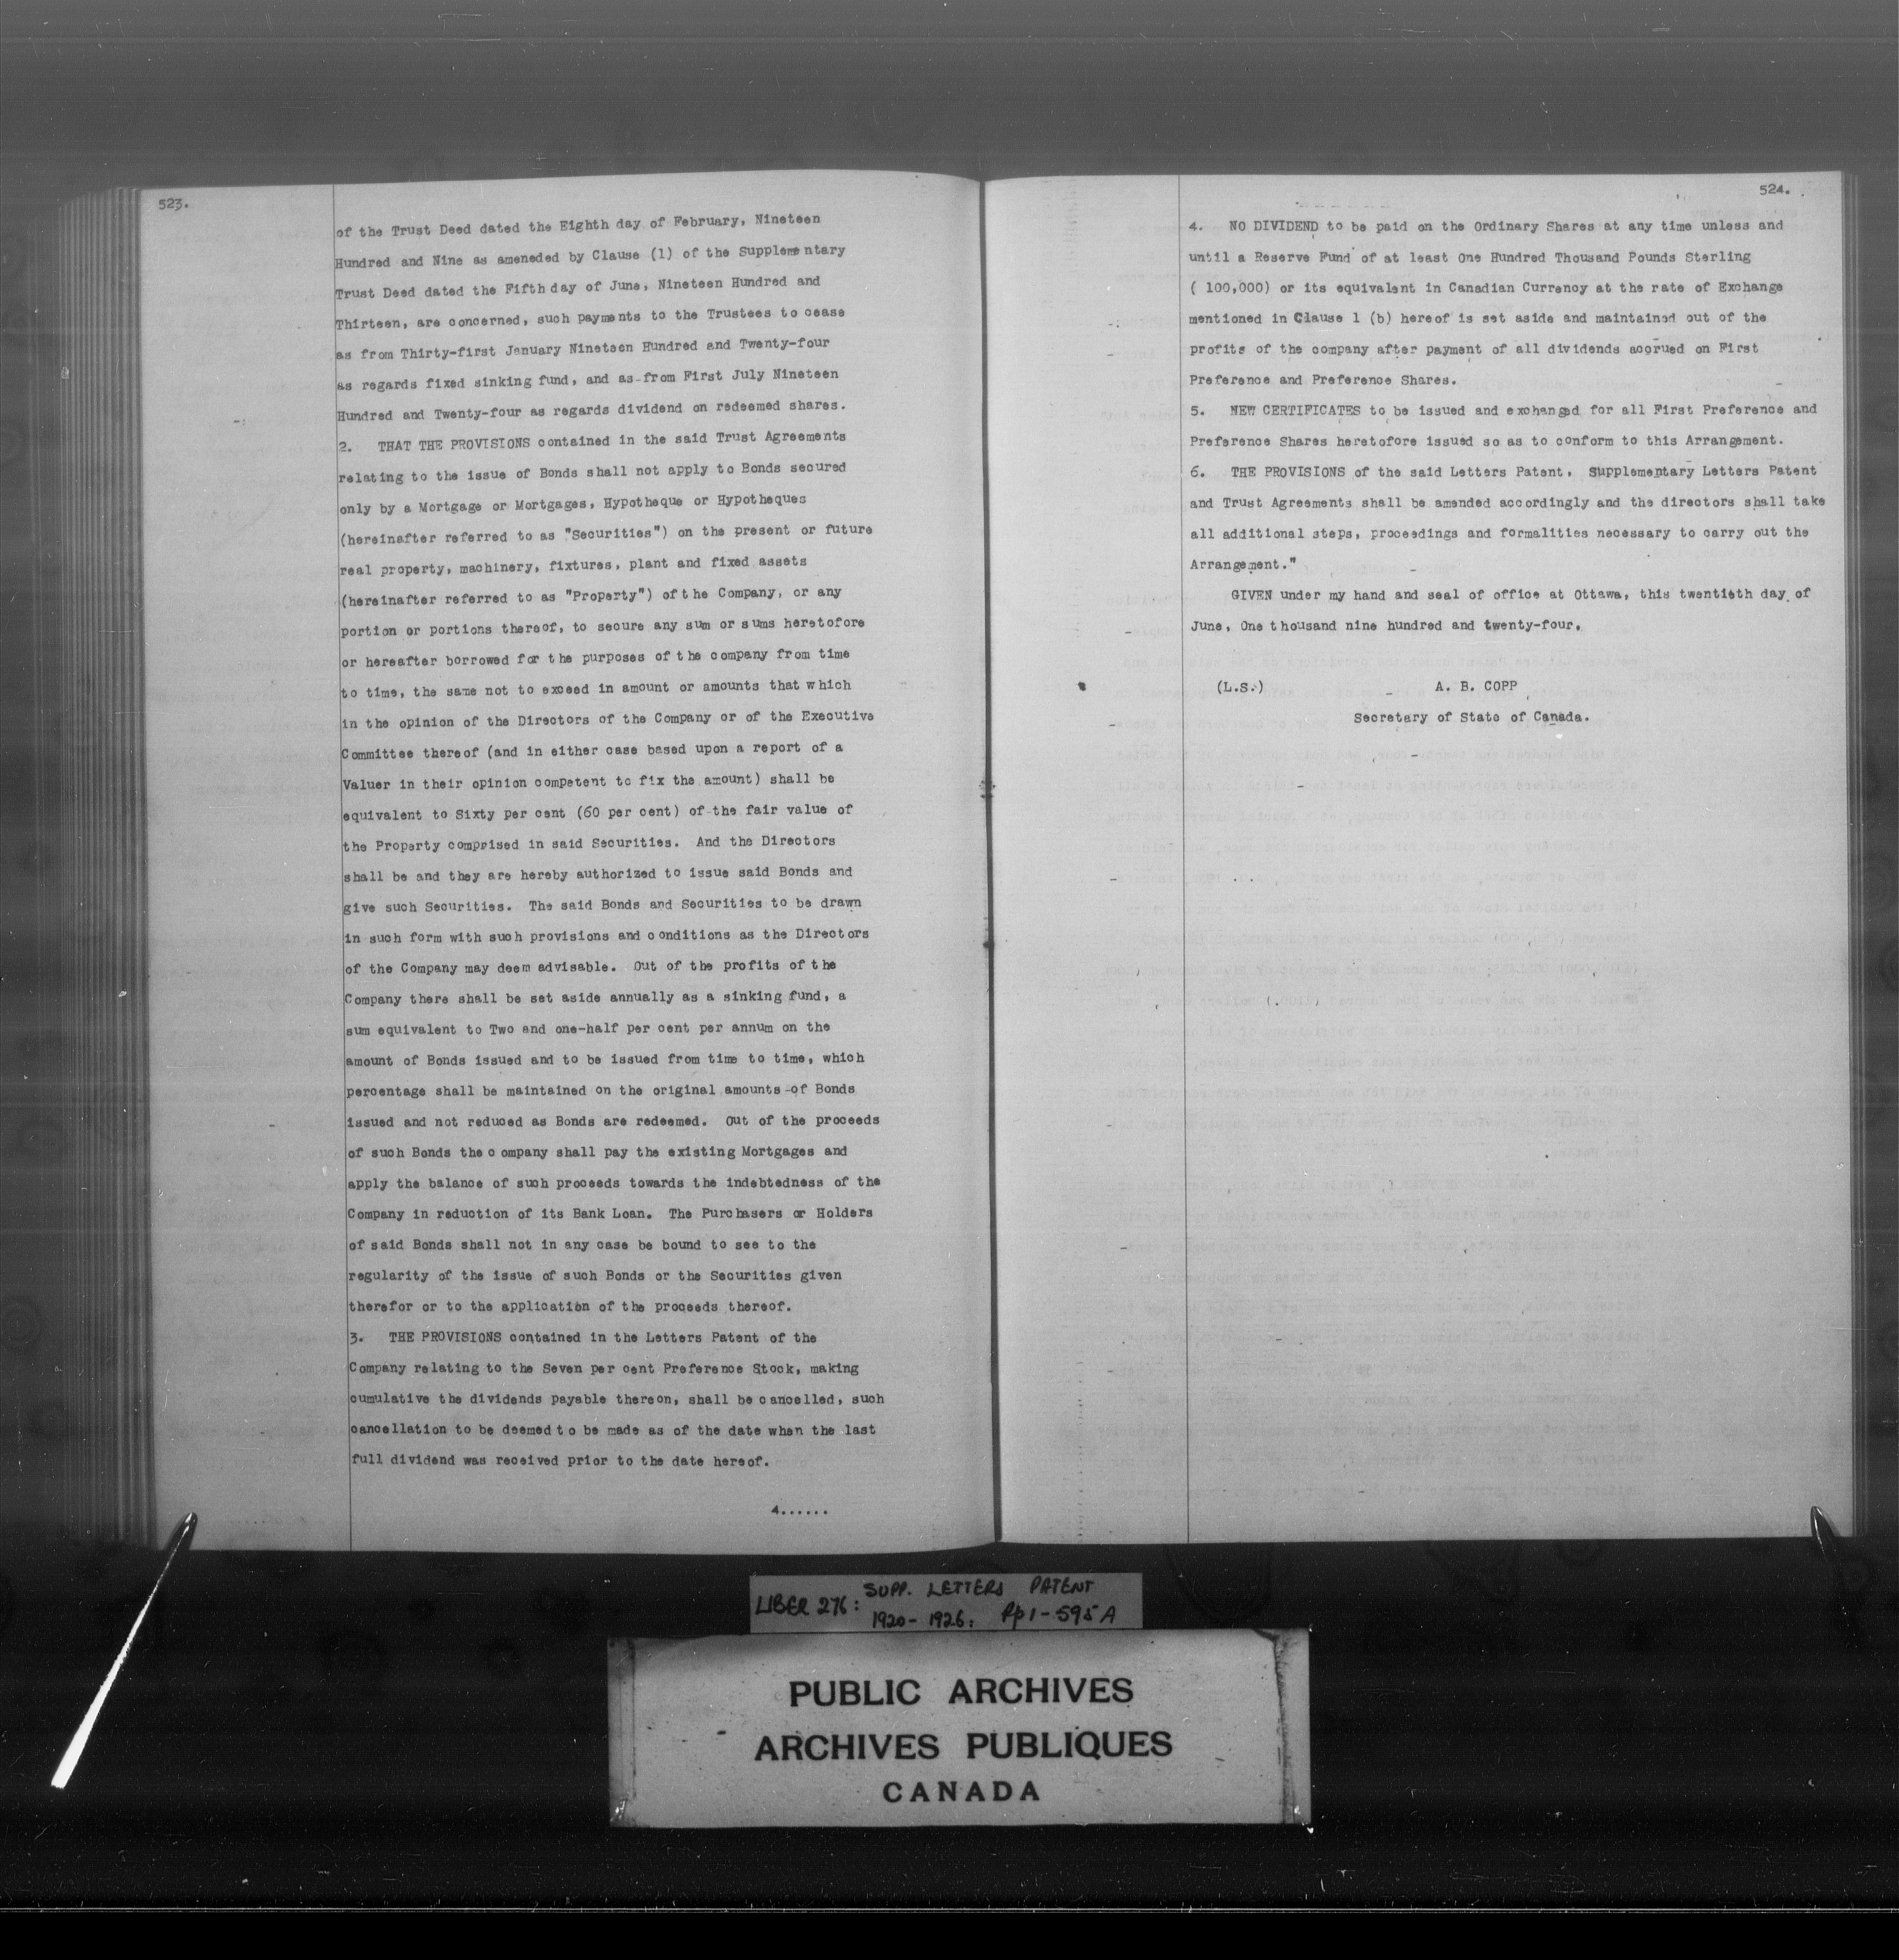 523.
of the Trust Deed dated the Eighth day of February, Nineteen
Hundred and Nine as ameneded by Clause (1) of the Supplementary
Trust Deed dated the Fifth day of June, Nineteen Hundred and
Thirteen, are concerned, such payments to the Trustees to cease
as from Thirty-first January Nineteen Hundred and Twenty-four
as regards fixed sinking fund, and as from First July Nineteen
Hundred and Twenty-four as regards dividend on redeemed shares.
2. THAT THE PROVISIONS contained in the said Trust Agreements
relating to the issue of Bonds shall not apply to Bonds secured
only by a Mortgage or Mortgages, Hypotheque or Hypotheques
(hereinafter referred to as "Securities") on the present or future
real property, machinery, fixtures, plant and fixed assets
(hereinafter referred to as "Property") of the Company, or any
portion or portions thereof, to secure any sum or sums heretofore
or hereafter borrowed for the purposes of the company from time
to time, the same not to exceed in amount or amounts that which
in the opinion of the Directors of the Company or of the Executive
Committee thereof (and in either case based upon a report of a
Valuer in their opinion competent to fix the amount) shall be
equivalent to Sixty per cent (60 per cent) of the fair value of
the Property comprised in said Securities. And the Directors
shall be and they are hereby authorized to issue said Bonds and
give such Securities. The said Bonds and Securities to be drawn
in such form with such provisions and conditions as the Directors
of the Company may deem advisable. Out of the profits of the
Company there shall be set aside annually as a sinking fund, a
sum equivalent to Two and one-half per cent per annum on the
amount of Bonds issued and to be issued from time to time, which
percentage shall be maintained on the original amounts of Bonds
issued and not reduced as Bonds are redeemed. Out of the proceeds
of such Bonds the company shall pay the existing Mortgages and
apply the balance of such proceeds towards the indebtedness of the
Company in reduction of its Bank Loan. The Purchasers or Holders
of said Bonds shall not in any case be bound to see to the
regularity of the issue of such Bonds or the Securities given
therefor or to the application of the proceeds thereof.
3. THE PROVISIONS contained in the Letters Patent of the
Company relating to the Seven per cent Preference Stock, making
cumulative the dividends payable thereon, shall be cancelled, such
cancellation to be deemed to be made as of the date when the last
full dividend was received prior to the date hereof.
4......
524.
4. NO DIVIDEND to be paid on the Ordinary Shares at any time unless and
until a Reserve Fund of at least One Hundred Thousand Pounds Sterling
( 100,000) or its equivalent in Canadian Currency at the rate of Exchange
mentioned in Clause 1 (b) hereof is set aside and maintained out of the
profits of the company after payment of all dividends accrued on First
Preference and Preference Shares.
5. NEW CERTIFICATES to be issued and exchanged for all First Preference and
Preference Shares heretofore issued so as to conform to this Arrangement.
6. THE PROVISIONS of the said Letters Patent, Supplementary Letters Patent
and Trust Agreements shall be amended accordingly and the directors shall take
all additional steps, proceedings and formalities necessary to carry out the
Arrangement."
GIVEN under my hand and seal of office at Ottawa, this twentieth day of
June, One thousand nine hundred and twenty-four.
(L.S.) A. B. COPP
Secretary of State of Canada.
LIBER 276: SUPP. LETTERS PATENT
1920-1926: Pp 1-595A
PUBLIC ARCHIVES
ARCHIVES PUBLIQUES
CANADA